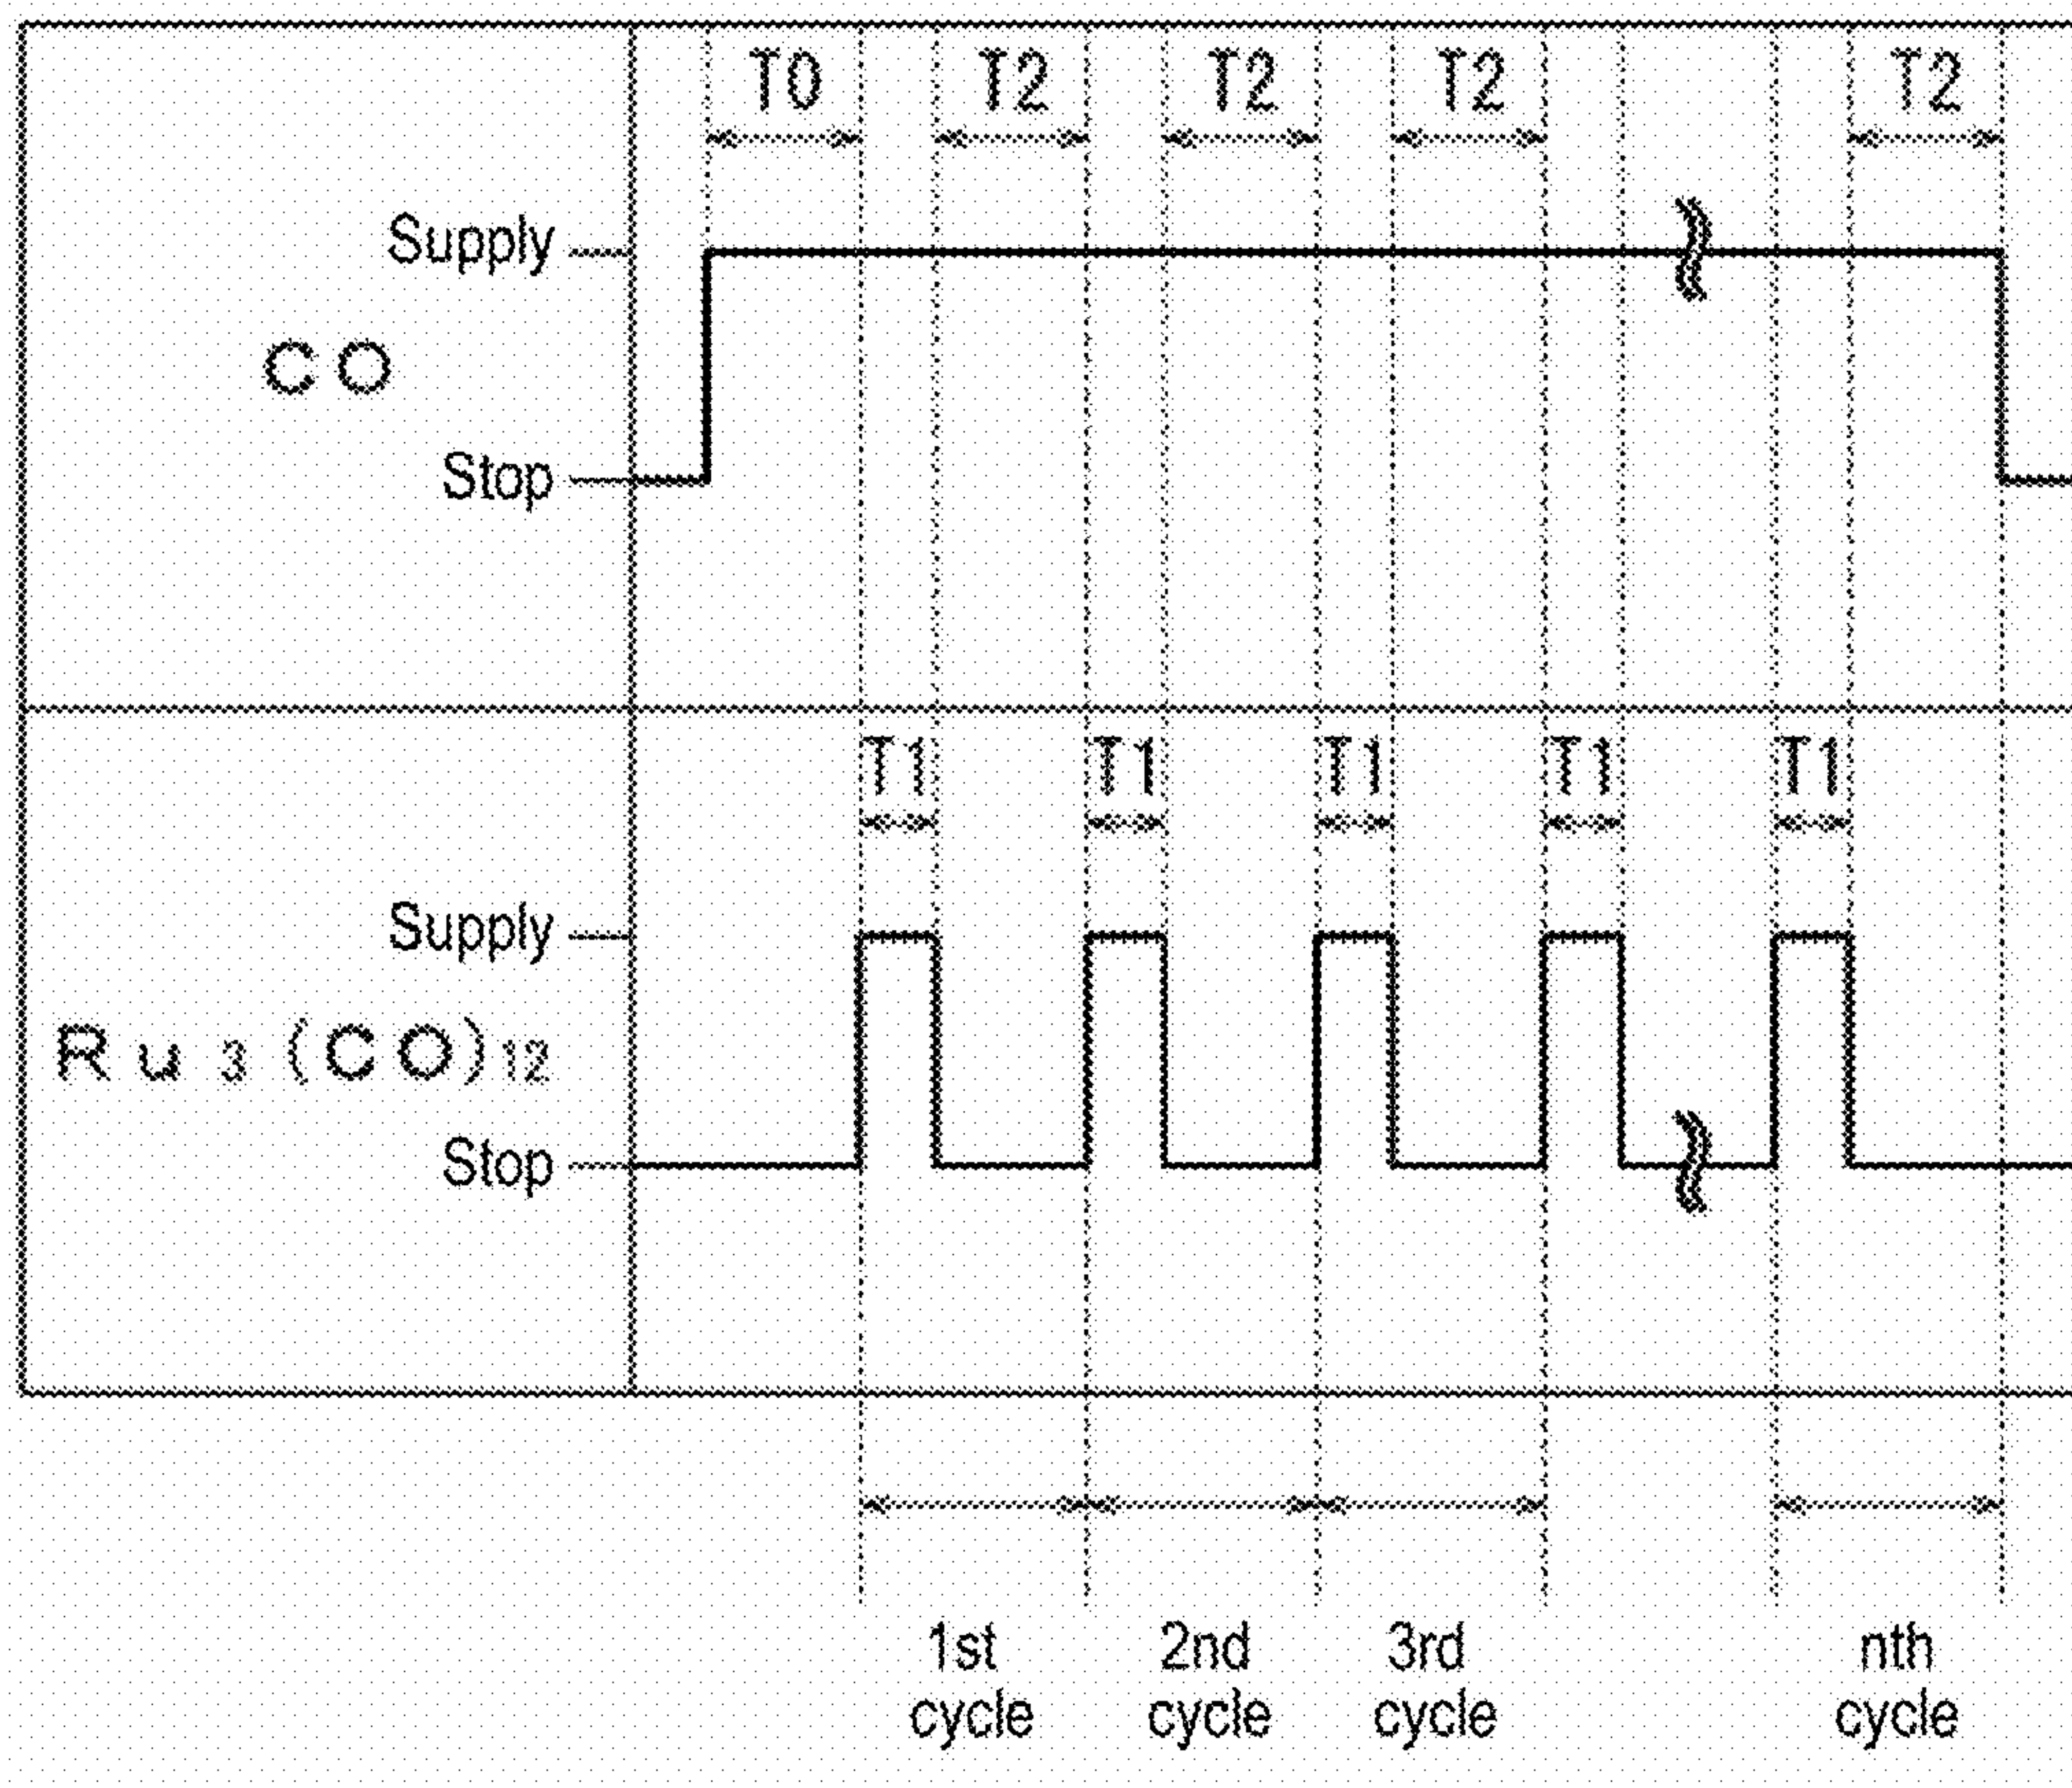 T0 T2 T2 T2 T2
Supply
CO
Stop
T1 T1 T1 T1 T1
Supply
Ru3(CO)12
Stop
1st cycle
2nd cycle
3rd cycle
nth cycle